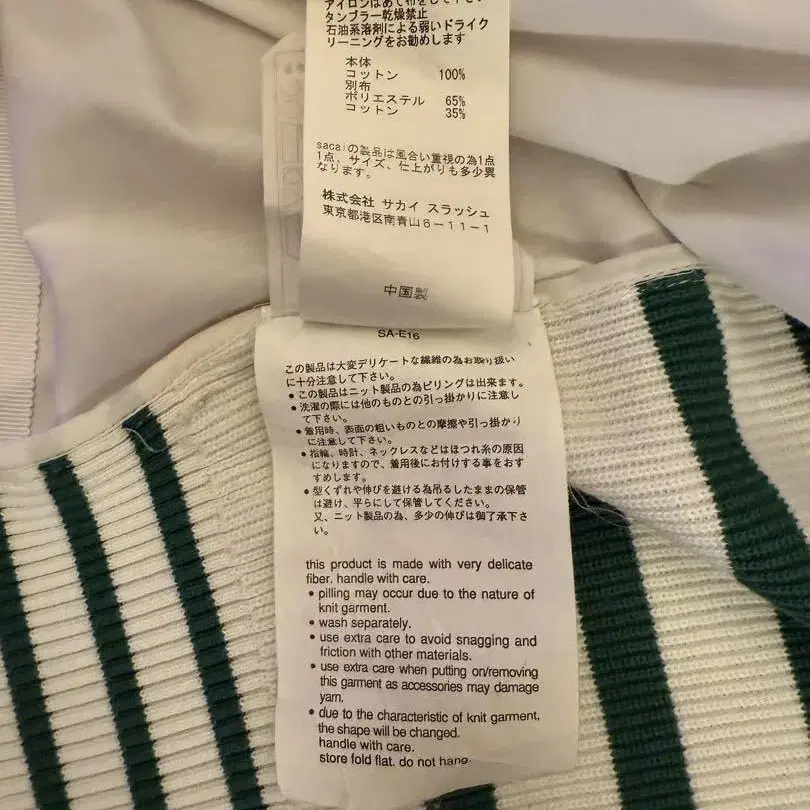 アイロンはあて布をして下さい
タンブラー乾燥禁止
石油系溶剤による弱いドライク
リーニングをお勧めします
本体
コットン 100%
別布
ポリエステル 65%
コットン 35%
sacaiの製品は風合い重視の為1点
1点、サイズ、仕上がりも多少異
なります。
株式会社 サカイ スラッシュ
東京都港区南青山6-11-1
中国製
SA-E16
この製品は大変デリケートな繊維の為お取り扱い
に十分注意して下さい。
● この製品はニット製品の為ピリングは出来ます。
● 洗濯の際には他のものとの引っ掛かりに注意し
て下さい。
● 着用時、表面の粗いものとの摩擦や引っ掛かり
に注意して下さい。
● 指輪、時計、ネックレスなどはほつれ糸の原因
になりますので、着用後にお付けする事をおす
すめします。
● 型くずれや伸びを避ける為吊るしたままの保管
は避け、平らにして保管してください。
又、ニット製品の為、多少の伸びは御了承下さ
い。
this product is made with very delicate
fiber. handle with care.
● pilling may occur due to the nature of
knit garment.
● wash separately.
● use extra care to avoid snagging and
friction with other materials.
● use extra care when putting on/removing
this garment as accessories may damage
yarn.
● due to the characteristic of knit garment,
the shape will be changed.
handle with care.
store fold flat. do not hang.